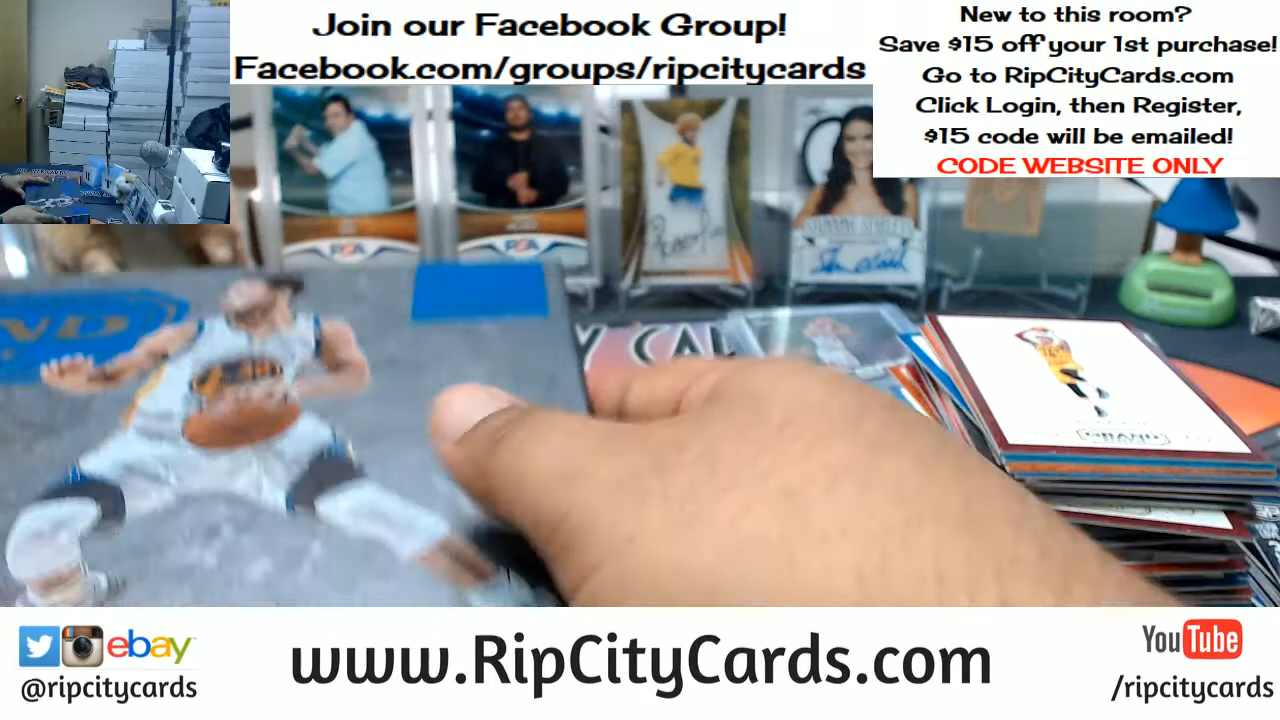 Join our Facebook Group!
Facebook.com/groups/ripcitycards
New to this room?
Save $15 off your 1st purchase!
Go to RipCityCards.com
Click Login, then Register,
$15 code will be emailed!
CODE WEBSITE ONLY
GRAND
ebay
@ripcitycards
www.RipCityCards.com
YouTube
/ripcitycards